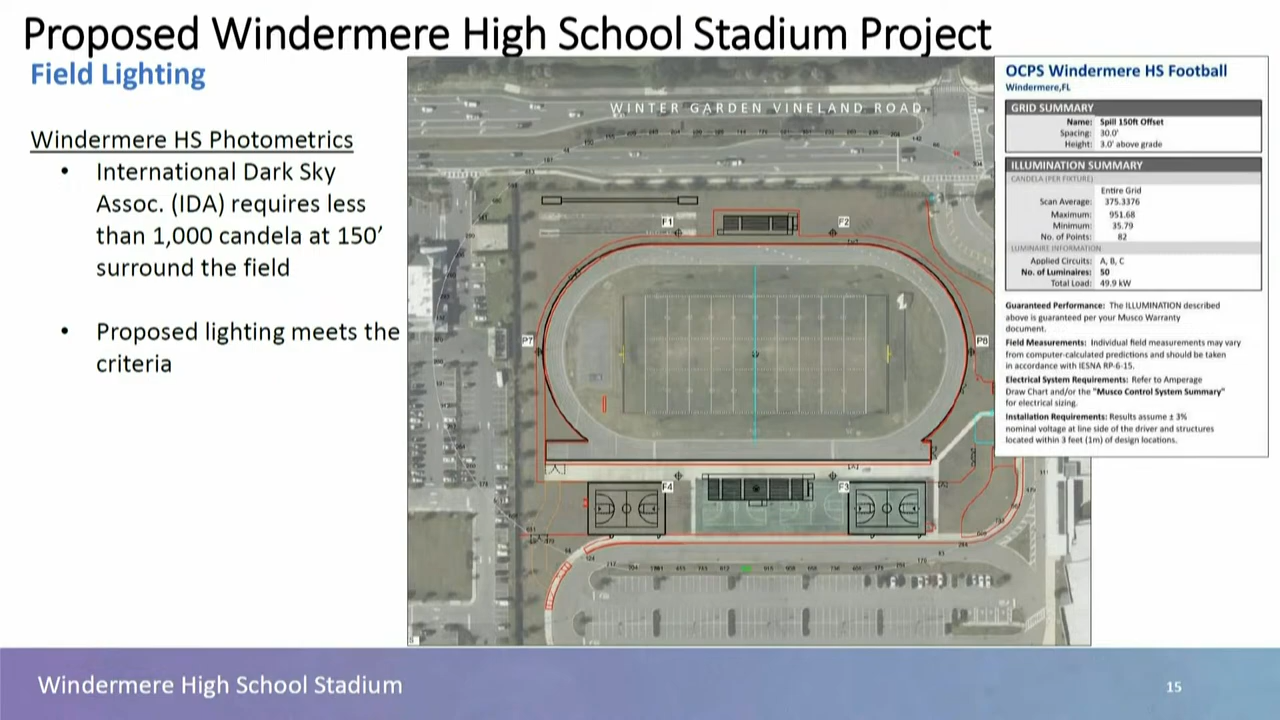 Proposed Windermere High School Stadium Project
Field Lighting
Windermere HS Photometrics
• International Dark Sky
Assoc. (IDA) requires less
than 1,000 candela at 150’
surround the field
• Proposed lighting meets the
criteria
WINTER GARDEN VINELAND ROAD
F1
F2
P7
P8
F4
F3
OCPS Windermere HS Football
Windermere,FL
GRID SUMMARY
Name: Spill 150ft Offset
Spacing: 30.0'
Height: 3.0' above grade
ILLUMINATION SUMMARY
CANDELA (PER FIXTURE)
Entire Grid
Scan Average: 375.3376
Maximum: 951.68
Minimum: 35.79
No. of Points: 82
LUMINAIRE INFORMATION
Applied Circuits: A, B, C
No. of Luminaires: 50
Total Load: 49.9 kW
Guaranteed Performance: The ILLUMINATION described
above is guaranteed per your Musco Warranty
document.
Field Measurements: Individual field measurements may vary
from computer-calculated predictions and should be taken
in accordance with IESNA RP-6-15.
Electrical System Requirements: Refer to Amperage
Draw Chart and/or the "Musco Control System Summary"
for electrical sizing.
Installation Requirements: Results assume ± 3%
nominal voltage at line side of the driver and structures
located within 3 feet (1m) of design locations.
Windermere High School Stadium
15